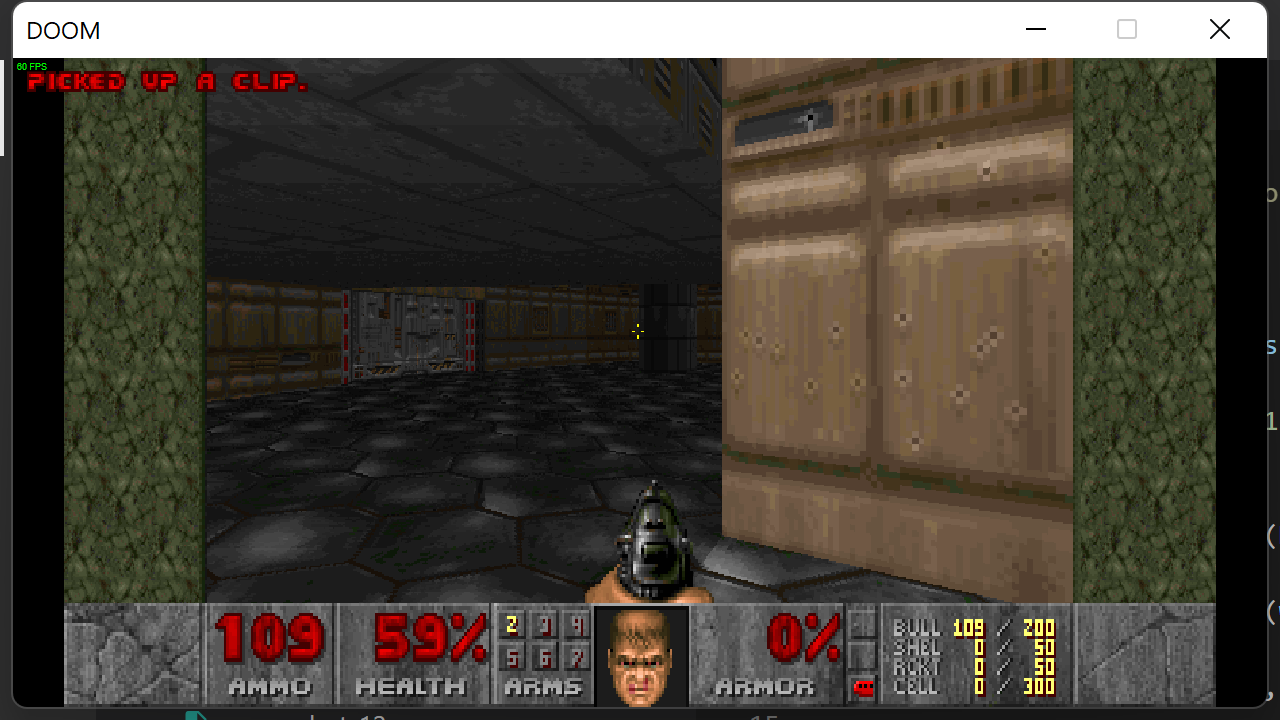 DOOM
60 FPS
PICKED UP A CLIP.
109
AMMO
59%
HEALTH
2 3 4
5 6 7
ARMS
0%
ARMOR
BULL 109 / 200
SHEL 0 / 50
RCKT 0 / 50
CELL 0 / 300